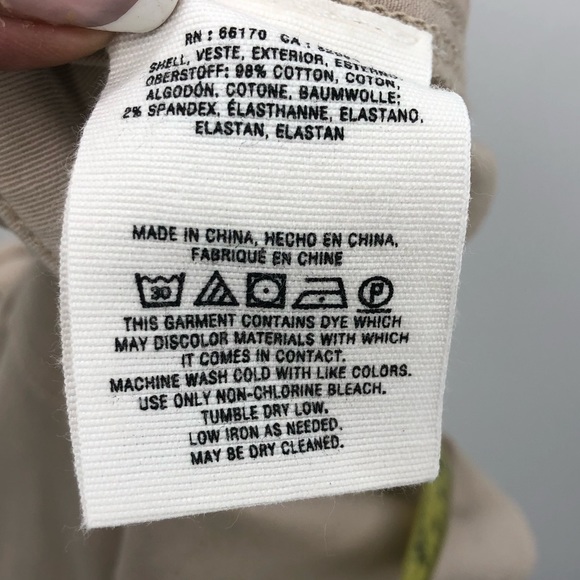 RN : 66170 CA :
SHELL, VESTE, EXTERIOR, ESTERNO
OBERSTOFF: 98% COTTON, COTON,
ALGODÓN, COTONE, BAUMWOLLE;
2% SPANDEX, ÉLASTHANNE, ELASTANO,
ELASTAN, ELASTAN
MADE IN CHINA, HECHO EN CHINA,
FABRIQUÉ EN CHINE
30 P
THIS GARMENT CONTAINS DYE WHICH
MAY DISCOLOR MATERIALS WITH WHICH
IT COMES IN CONTACT.
MACHINE WASH COLD WITH LIKE COLORS.
USE ONLY NON-CHLORINE BLEACH.
TUMBLE DRY LOW.
LOW IRON AS NEEDED.
MAY BE DRY CLEANED.